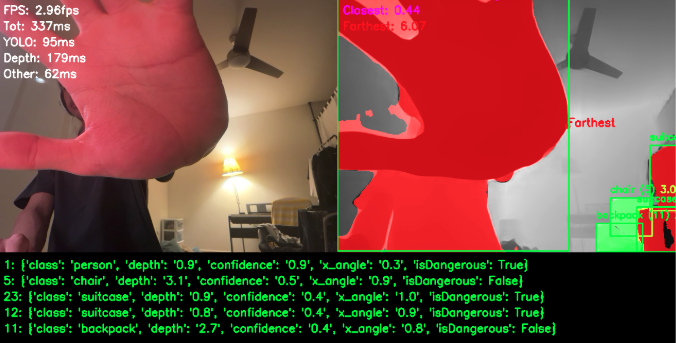 FPS: 2.96fps
Tot: 337ms
YOLO: 95ms
Depth: 179ms
Other: 62ms
Closest: 0.44
Farthest: 6.07
Farthest
chair
3.0
backpack (11)
1: {'class': 'person', 'depth': '0.9', 'confidence': '0.9', 'x_angle': '0.3', 'isDangerous': True}
5: {'class': 'chair', 'depth': '3.1', 'confidence': '0.5', 'x_angle': '0.9', 'isDangerous': False}
23: {'class': 'suitcase', 'depth': '0.9', 'confidence': '0.4', 'x_angle': '1.0', 'isDangerous': True}
12: {'class': 'suitcase', 'depth': '0.8', 'confidence': '0.4', 'x_angle': '0.9', 'isDangerous': True}
11: {'class': 'backpack', 'depth': '2.7', 'confidence': '0.4', 'x_angle': '0.8', 'isDangerous': False}